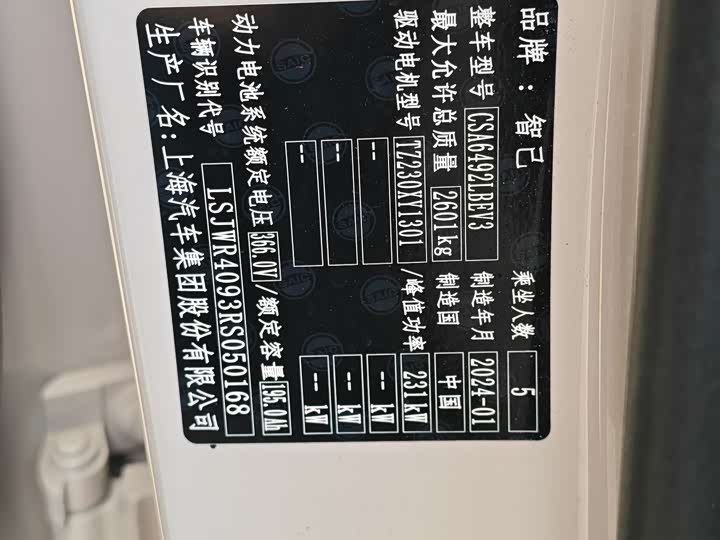 品牌：智己 乘坐人数 5
整车型号 CSA6492LBEV3 制造年月 2024-01
最大允许总质量 2601kg 制造国 中国
驱动电机型号 TZ230XY1301 /峰值功率 231kW
-- -- kW
-- -- kW
-- -- kW
动力电池系统额定电压 366.0V/额定容量 195.0Ah
车辆识别代号 LSJWR4093RS050168
生产厂名:上海汽车集团股份有限公司
SAIC